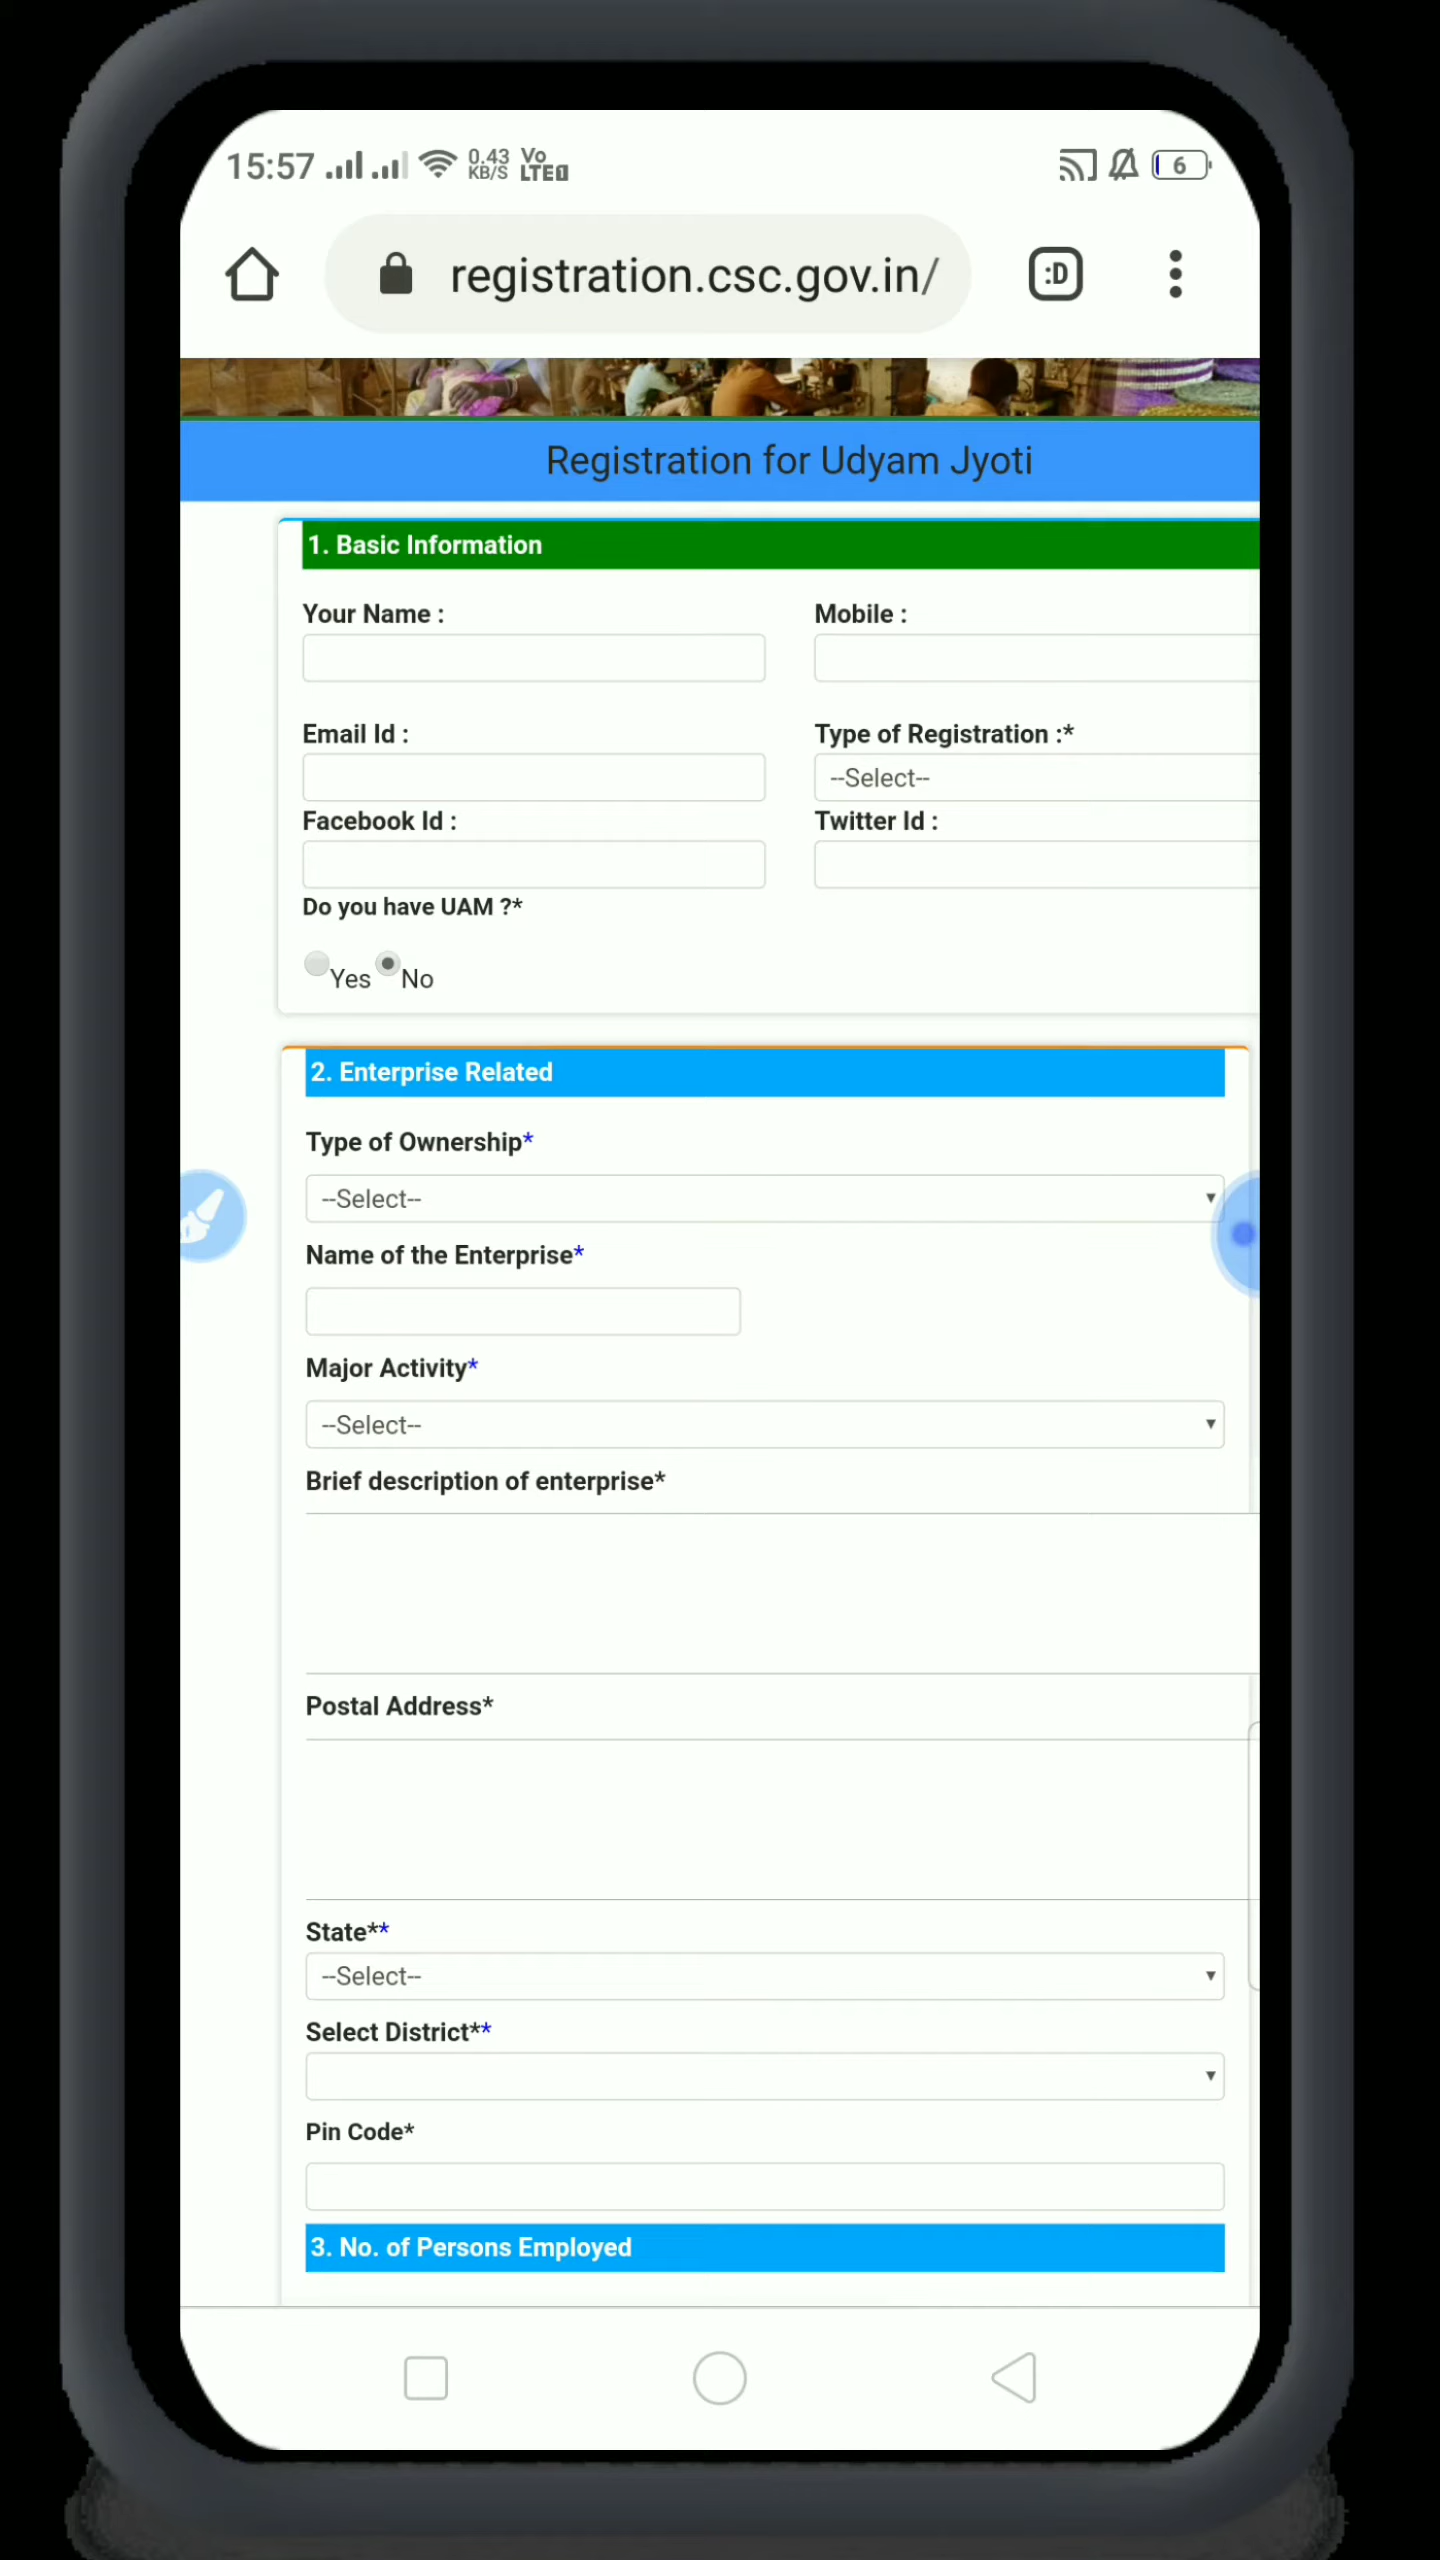 15:57
0.43 KB/S
Vo LTE
6
registration.csc.gov.in/
:D
Registration for Udyam Jyoti
1. Basic Information
Your Name :
Mobile :
Email Id :
Type of Registration :*
--Select--
Facebook Id :
Twitter Id :
Do you have UAM ?*
Yes No
2. Enterprise Related
Type of Ownership*
--Select--
Name of the Enterprise*
Major Activity*
--Select--
Brief description of enterprise*
Postal Address*
State**
--Select--
Select District**
Pin Code*
3. No. of Persons Employed